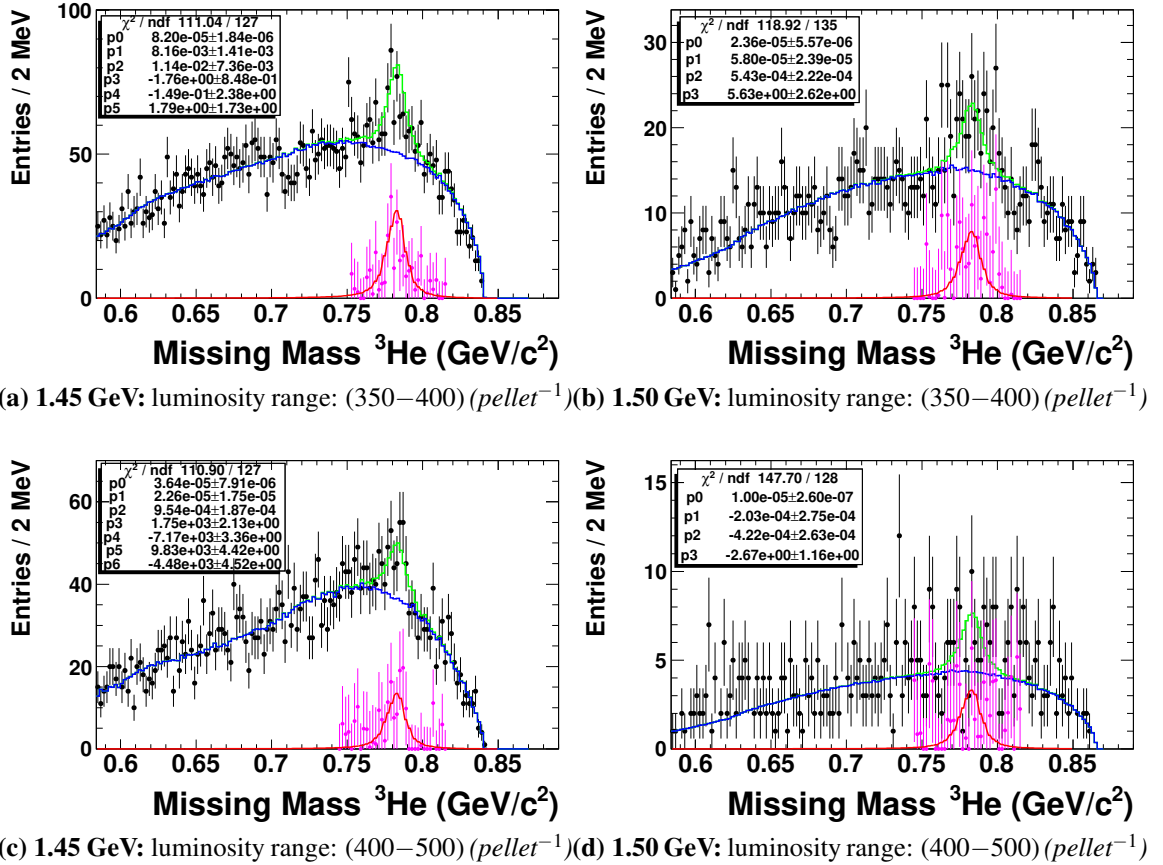 Entries / 2 MeV
100
50
0
χ² / ndf 111.04 / 127
p0 8.20e-05±1.84e-06
p1 8.16e-03±1.41e-03
p2 1.14e-02±7.36e-03
p3 -1.76e+00±8.48e-01
p4 -1.49e-01±2.38e+00
p5 1.79e+00±1.73e+00
0.6 0.65 0.7 0.75 0.8 0.85
Missing Mass ³He (GeV/c²)
Entries / 2 MeV
30
20
10
0
χ² / ndf 118.92 / 135
p0 2.36e-05±5.57e-06
p1 5.80e-05±2.39e-05
p2 5.43e-04±2.22e-04
p3 5.63e+00±2.62e+00
0.6 0.65 0.7 0.75 0.8 0.85
Missing Mass ³He (GeV/c²)
(a) 1.45 GeV: luminosity range: (350−400) (pellet⁻¹)
(b) 1.50 GeV: luminosity range: (350−400) (pellet⁻¹)
Entries / 2 MeV
60
40
20
0
χ² / ndf 110.90 / 127
p0 3.64e-05±7.91e-06
p1 2.26e-05±1.75e-05
p2 9.54e-04±1.87e-04
p3 1.75e+03±2.13e+00
p4 -7.17e+03±3.36e+00
p5 9.83e+03±4.42e+00
p6 -4.48e+03±4.52e+00
0.6 0.65 0.7 0.75 0.8 0.85
Missing Mass ³He (GeV/c²)
Entries / 2 MeV
15
10
5
0
χ² / ndf 147.70 / 128
p0 1.00e-05±2.60e-07
p1 -2.03e-04±2.75e-04
p2 -4.22e-04±2.63e-04
p3 -2.67e+00±1.16e+00
0.6 0.65 0.7 0.75 0.8 0.85
Missing Mass ³He (GeV/c²)
(c) 1.45 GeV: luminosity range: (400−500) (pellet⁻¹)
(d) 1.50 GeV: luminosity range: (400−500) (pellet⁻¹)